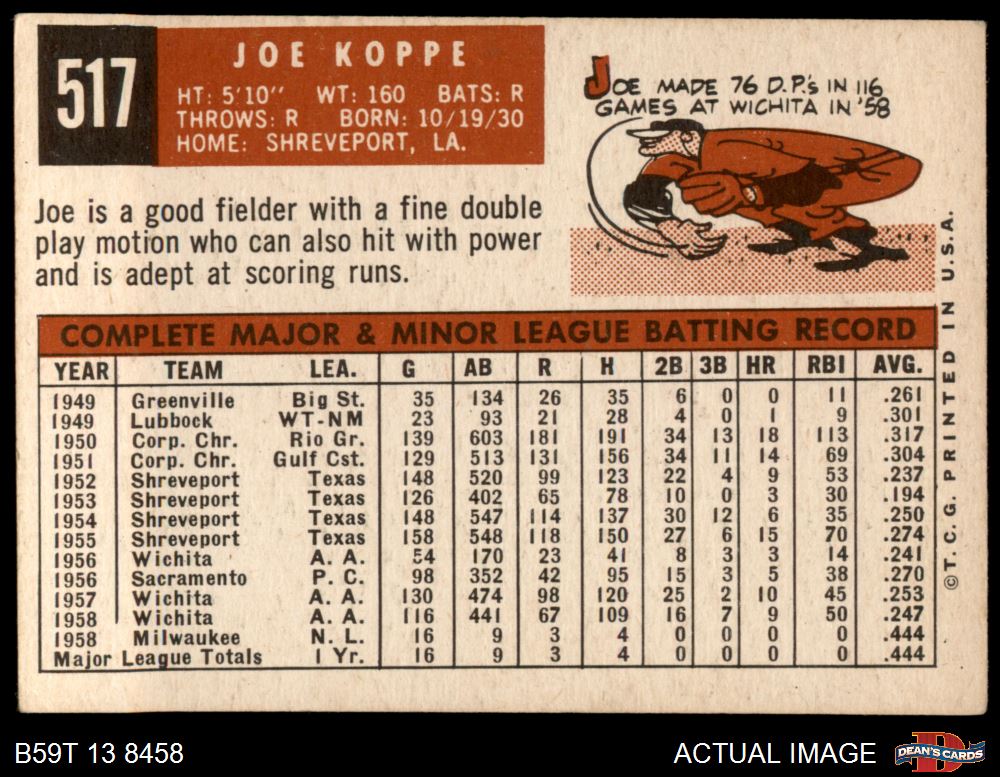 517
JOE KOPPE
HT: 5'10" WT: 160 BATS: R
THROWS: R BORN: 10/19/30
HOME: SHREVEPORT, LA.
JOE MADE 76 D.P.'s IN 116
GAMES AT WICHITA IN '58
Joe is a good fielder with a fine double
play motion who can also hit with power
and is adept at scoring runs.
COMPLETE MAJOR & MINOR LEAGUE BATTING RECORD
YEAR TEAM LEA. G AB R H 2B 3B HR RBI AVG.
1949 Greenville Big St. 35 134 26 35 6 0 0 11 .261
1949 Lubbock WT-NM 23 93 21 28 4 0 1 9 .301
1950 Corp. Chr. Rio Gr. 139 603 181 191 34 13 18 113 .317
1951 Corp. Chr. Gulf Cst. 129 513 131 156 34 11 14 69 .304
1952 Shreveport Texas 148 520 99 123 22 4 9 53 .237
1953 Shreveport Texas 126 402 65 78 10 0 3 30 .194
1954 Shreveport Texas 148 547 114 137 30 12 6 35 .250
1955 Shreveport Texas 158 548 118 150 27 6 15 70 .274
1956 Wichita A. A. 54 170 23 41 8 3 3 14 .241
1956 Sacramento P. C. 98 352 42 95 15 3 5 38 .270
1957 Wichita A. A. 130 474 98 120 25 2 10 45 .253
1958 Wichita A. A. 116 441 67 109 16 7 9 50 .247
1958 Milwaukee N. L. 16 9 3 4 0 0 0 0 .444
Major League Totals 1 Yr. 16 9 3 4 0 0 0 0 .444
©T. C. G. PRINTED IN U.S.A.
B59T 13 8458
ACTUAL IMAGE
DEAN'S CARDS